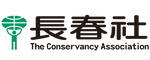 長春社
The Conservancy Association